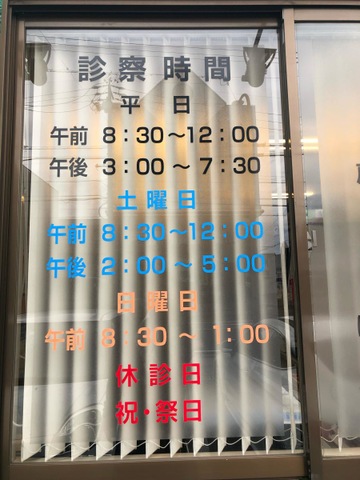 診察時間
平日
午前 8:30～12:00
午後 3:00～7:30
土曜日
午前 8:30～12:00
午後 2:00～5:00
日曜日
午前 8:30～1:00
休診日
祝・祭日